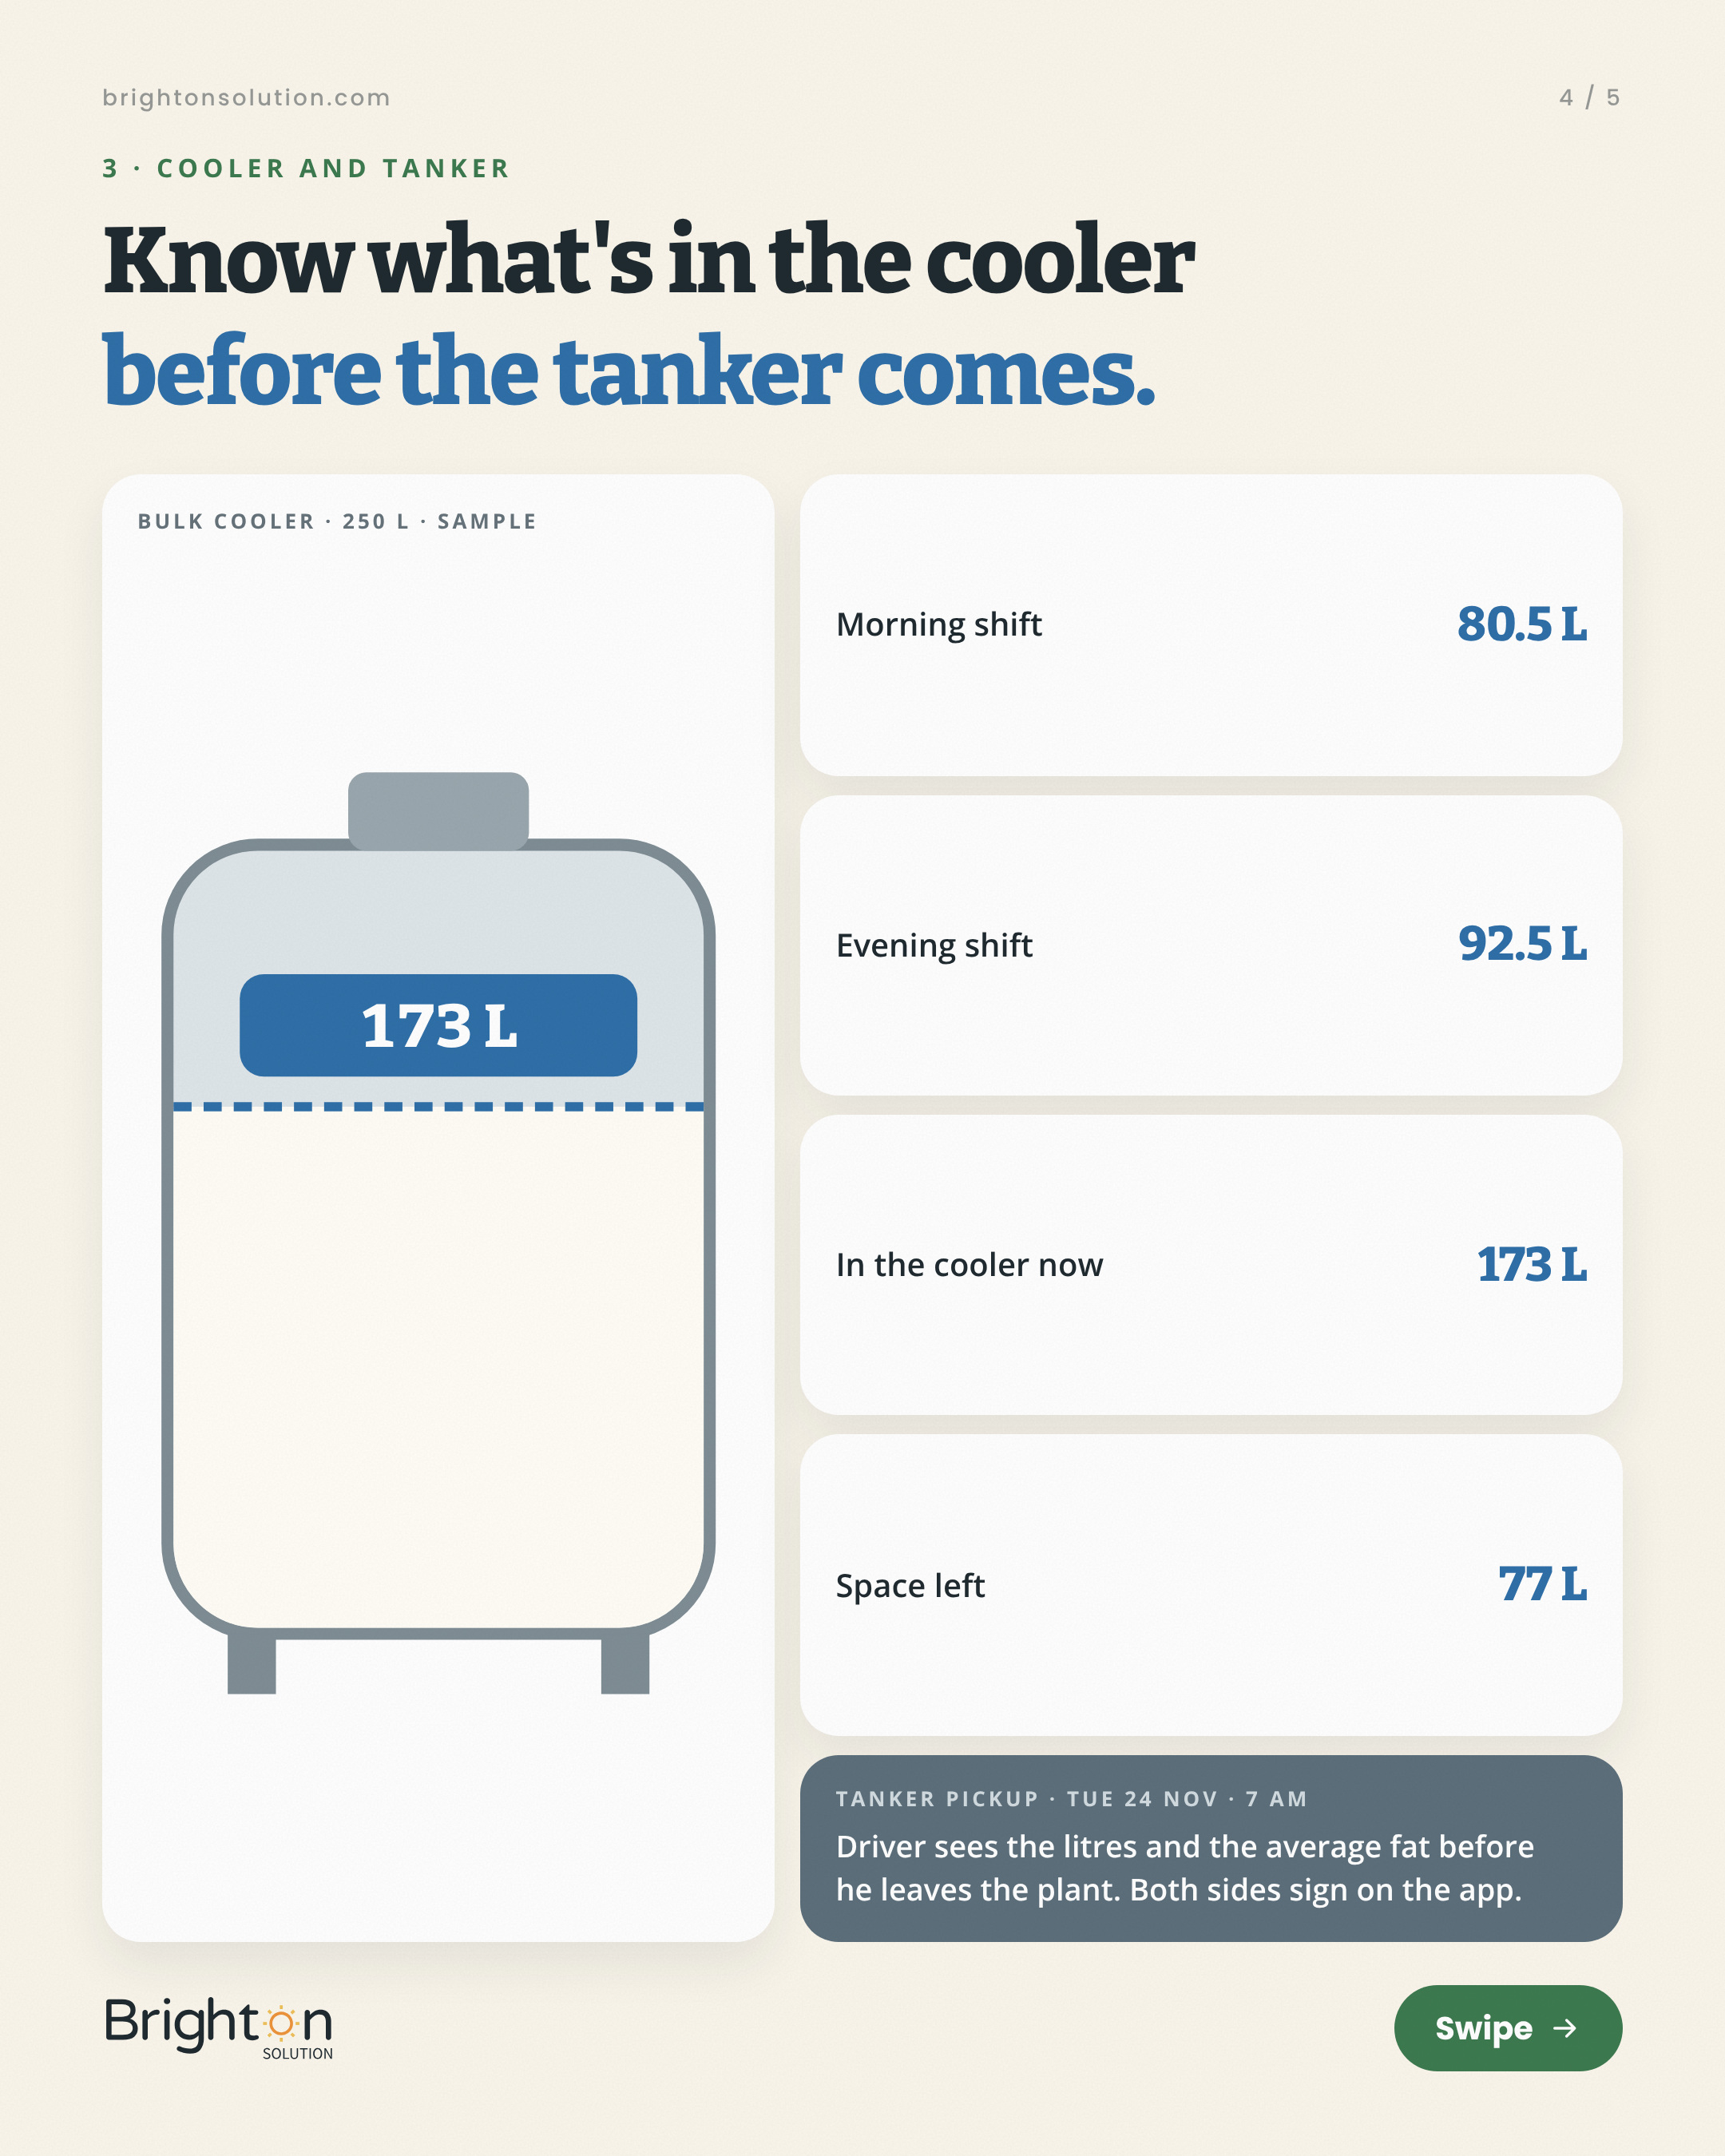 brightonsolution.com
4 / 5
3 · COOLER AND TANKER
Know what's in the cooler
before the tanker comes.
BULK COOLER · 250 L · SAMPLE
173 L
Morning shift
80.5 L
Evening shift
92.5 L
In the cooler now
173 L
Space left
77 L
TANKER PICKUP · TUE 24 NOV · 7 AM
Driver sees the litres and the average fat before
he leaves the plant. Both sides sign on the app.
Brighton
SOLUTION
Swipe →